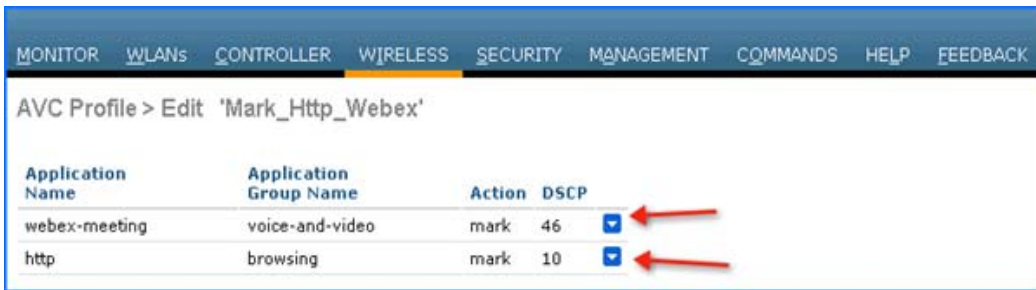 MONITOR WLANs CONTROLLER WIRELESS SECURITY MANAGEMENT COMMANDS HELP FEEDBACK
AVC Profile > Edit 'Mark_Http_Webex'
Application Name Application Group Name Action DSCP
webex-meeting voice-and-video mark 46
http browsing mark 10